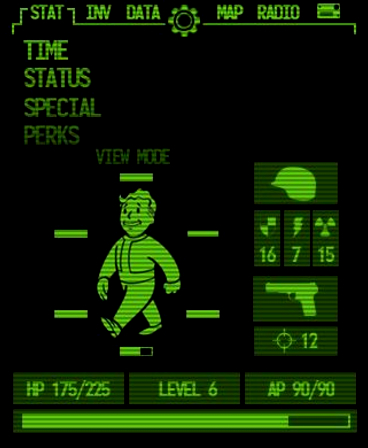 STAT INV DATA MAP RADIO
TIME
STATUS
SPECIAL
PERKS
VIEW MODE
16 7 15
12
HP 175/225 LEVEL 6 AP 90/90